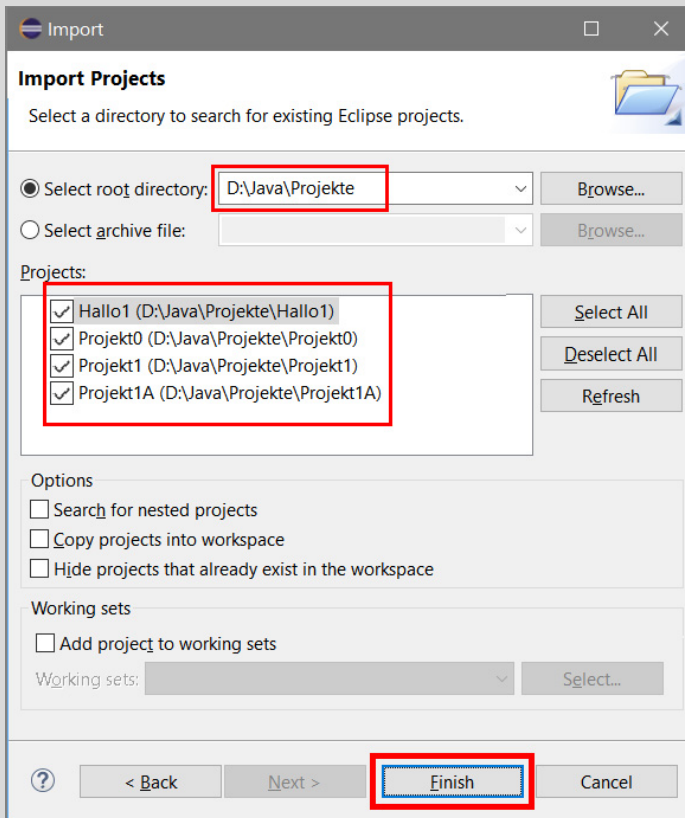 Import
Import Projects
Select a directory to search for existing Eclipse projects.
Select root directory: D:\Java\Projekte Browse...
Select archive file: Browse...
Projects:
Hallo1 (D:\Java\Projekte\Hallo1)
Projekt0 (D:\Java\Projekte\Projekt0)
Projekt1 (D:\Java\Projekte\Projekt1)
Projekt1A (D:\Java\Projekte\Projekt1A)
Select All
Deselect All
Refresh
Options
Search for nested projects
Copy projects into workspace
Hide projects that already exist in the workspace
Working sets
Add project to working sets
Working sets: Select...
? < Back Next > Finish Cancel